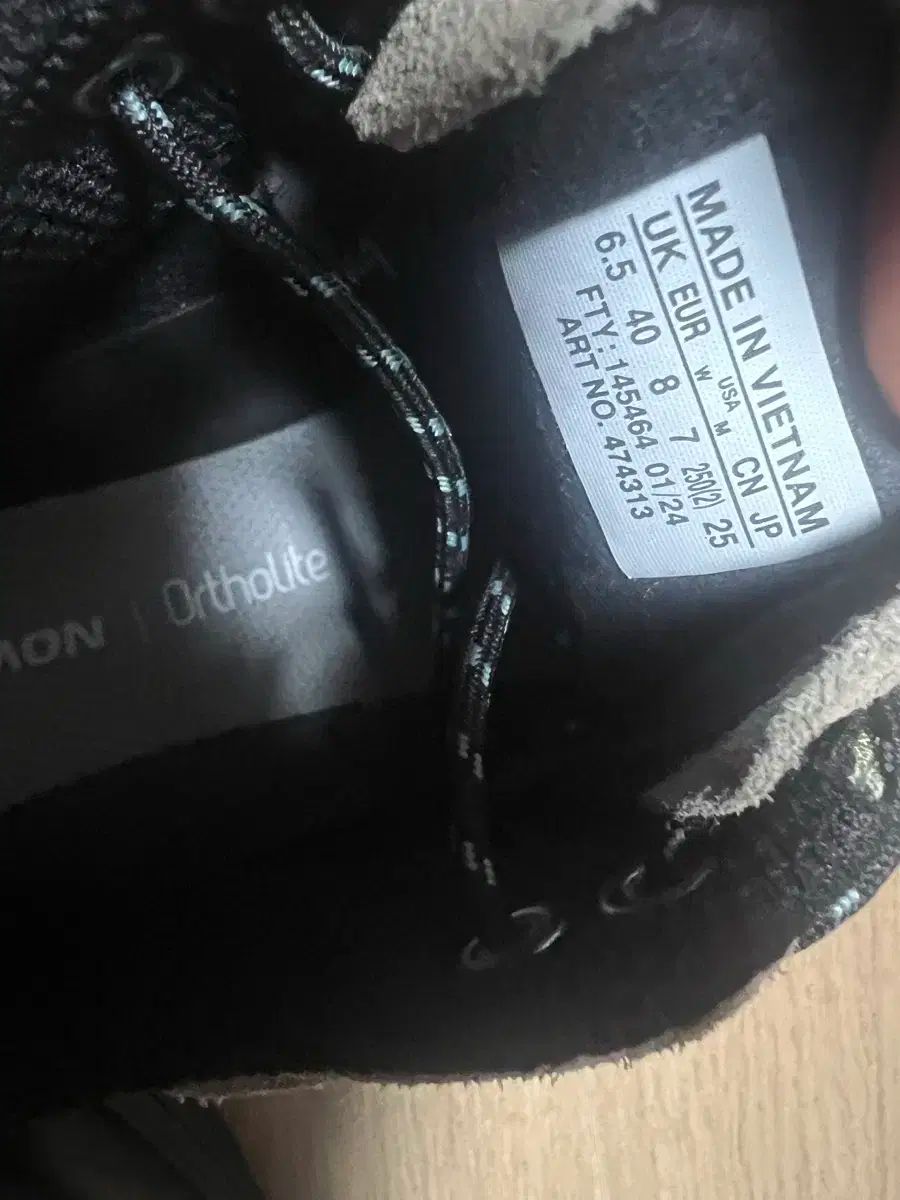 MADE IN VIETNAM
UK EUR USA CN JP
W M
6.5 40 8 7 250(2) 25
FTY.:145464 01/24
ART NO. 474313
MON | OrthoLite